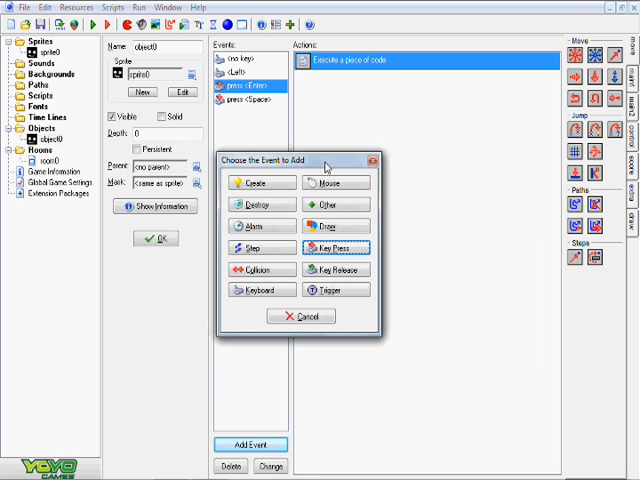 File Edit Resources Scripts Run Window Help
Sprites
sprite0
Sounds
Backgrounds
Paths
Scripts
Fonts
Time Lines
Objects
object0
Rooms
room0
Game Information
Global Game Settings
Extension Packages
YOYO
GAMES
Name: object0
Sprite
sprite0
New Edit
Visible Solid
Depth: 0
Persistent
Parent: <no parent>
Mask: <same as sprite>
Show Information
OK
Events:
<no key>
<Left>
press <Enter>
press <Space>
Add Event
Delete Change
Actions:
Execute a piece of code
Choose the Event to Add
Create Mouse
Destroy Other
Alarm Draw
Step Key Press
Collision Key Release
Keyboard Trigger
Cancel
Move
Jump
Paths
Steps
move
main1
main2
control
score
extra
draw